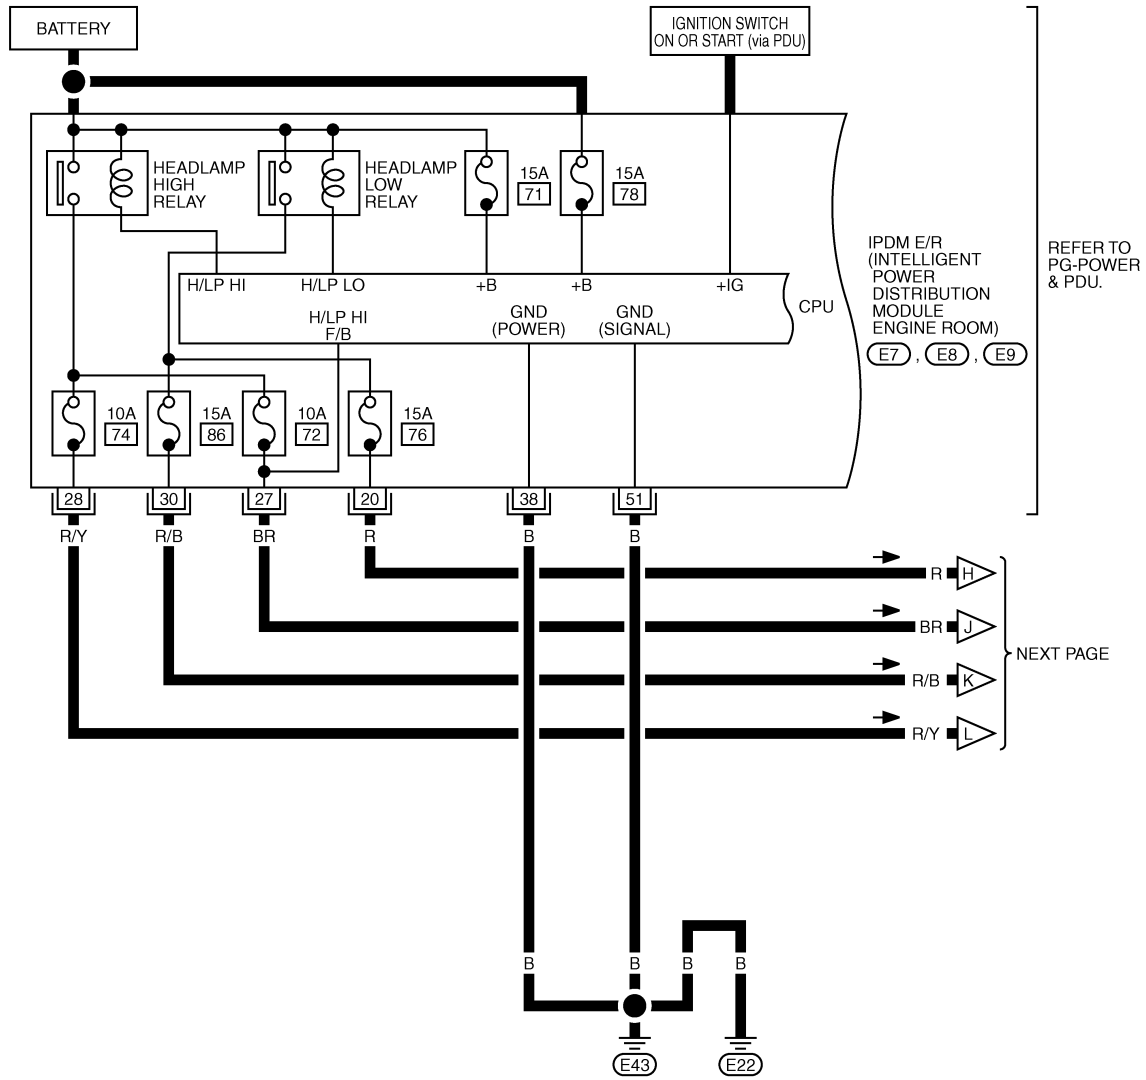 BATTERY
IGNITION SWITCH
ON OR START (via PDU)
HEADLAMP
HIGH
RELAY
HEADLAMP
LOW
RELAY
15A
71
15A
78
IPDM E/R
(INTELLIGENT
POWER
DISTRIBUTION
MODULE
ENGINE ROOM)
E7 , E8 , E9
REFER TO
PG-POWER
& PDU.
H/LP HI
H/LP LO
+B
+B
+IG
CPU
H/LP HI
F/B
GND
(POWER)
GND
(SIGNAL)
10A
74
15A
86
10A
72
15A
76
28
30
27
20
38
51
R/Y
R/B
BR
R
B
B
R
H
BR
J
R/B
K
R/Y
L
NEXT PAGE
B
B
B
B
E43
E22